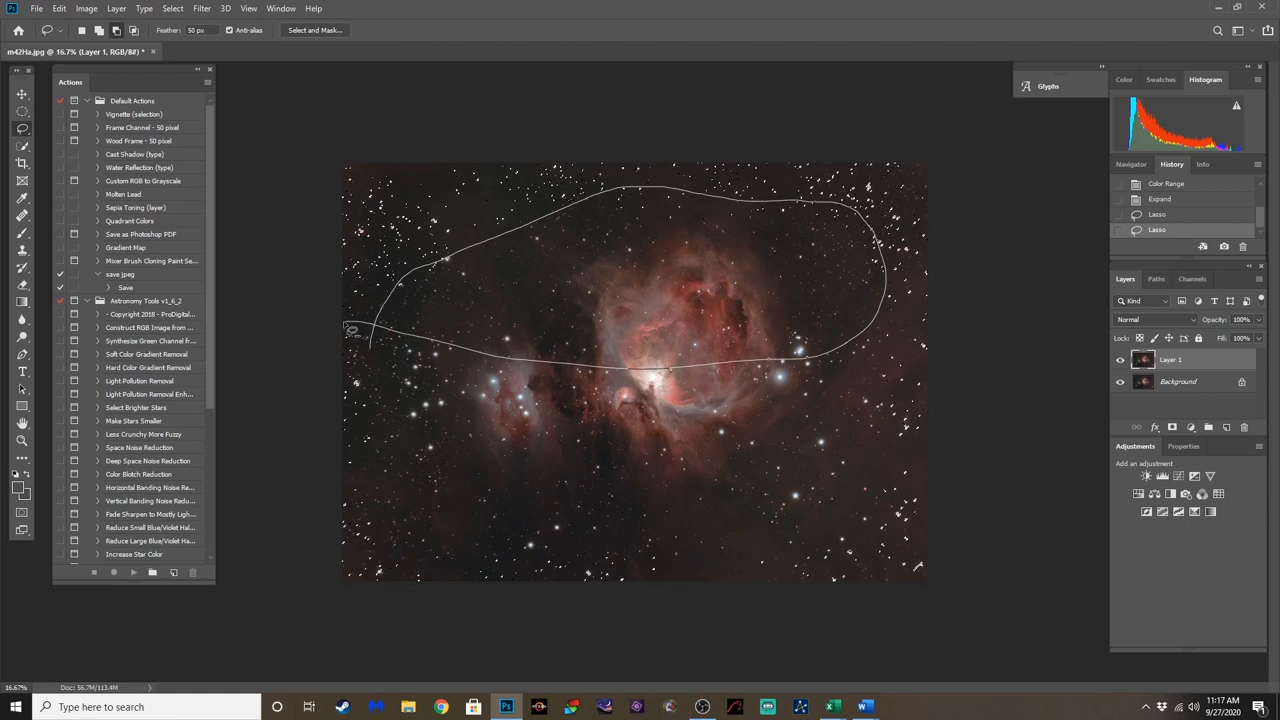 Ps File Edit Image Layer Type Select Filter 3D View Window Help
Feather: 50 px Anti-alias Select and Mask...
m42Ha.jpg @ 16.7% (Layer 1, RGB/8#) * ×
Actions
Default Actions
Vignette (selection)
Frame Channel - 50 pixel
Wood Frame - 50 pixel
Cast Shadow (type)
Water Reflection (type)
Custom RGB to Grayscale
Molten Lead
Sepia Toning (layer)
Quadrant Colors
Save as Photoshop PDF
Gradient Map
Mixer Brush Cloning Paint Se...
save jpeg
Save
Astronomy Tools v1_6_2
- Copyright 2018 - ProDigital...
Construct RGB Image from ...
Synthesize Green Channel fr...
Soft Color Gradient Removal
Hard Color Gradient Removal
Light Pollution Removal
Light Pollution Removal Enh...
Select Brighter Stars
Make Stars Smaller
Less Crunchy More Fuzzy
Space Noise Reduction
Deep Space Noise Reduction
Color Blotch Reduction
Horizontal Banding Noise Re...
Vertical Banding Noise Redu...
Fade Sharpen to Mostly Ligh...
Reduce Small Blue/Violet Hal...
Reduce Large Blue/Violet Ha...
Increase Star Color
Glyphs
Color Swatches Histogram
Navigator History Info
Color Range
Expand
Lasso
Lasso
Layers Paths Channels
Kind
Normal Opacity: 100%
Lock: Fill: 100%
Layer 1
Background
Adjustments Properties
Add an adjustment
16.67% Doc: 56.7M/113.4M
Type here to search
11:17 AM
9/27/2020